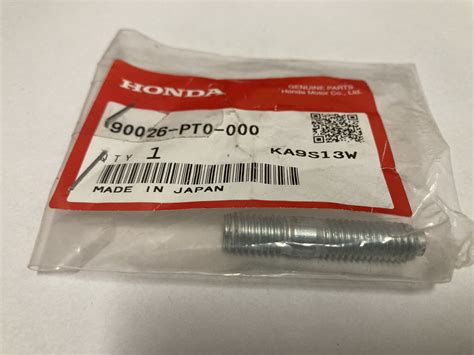 HONDA
GENUINE PARTS
Honda Motor Co., Ltd.
90026-PT0-000
QTY 1
KA9S13W
MADE IN JAPAN